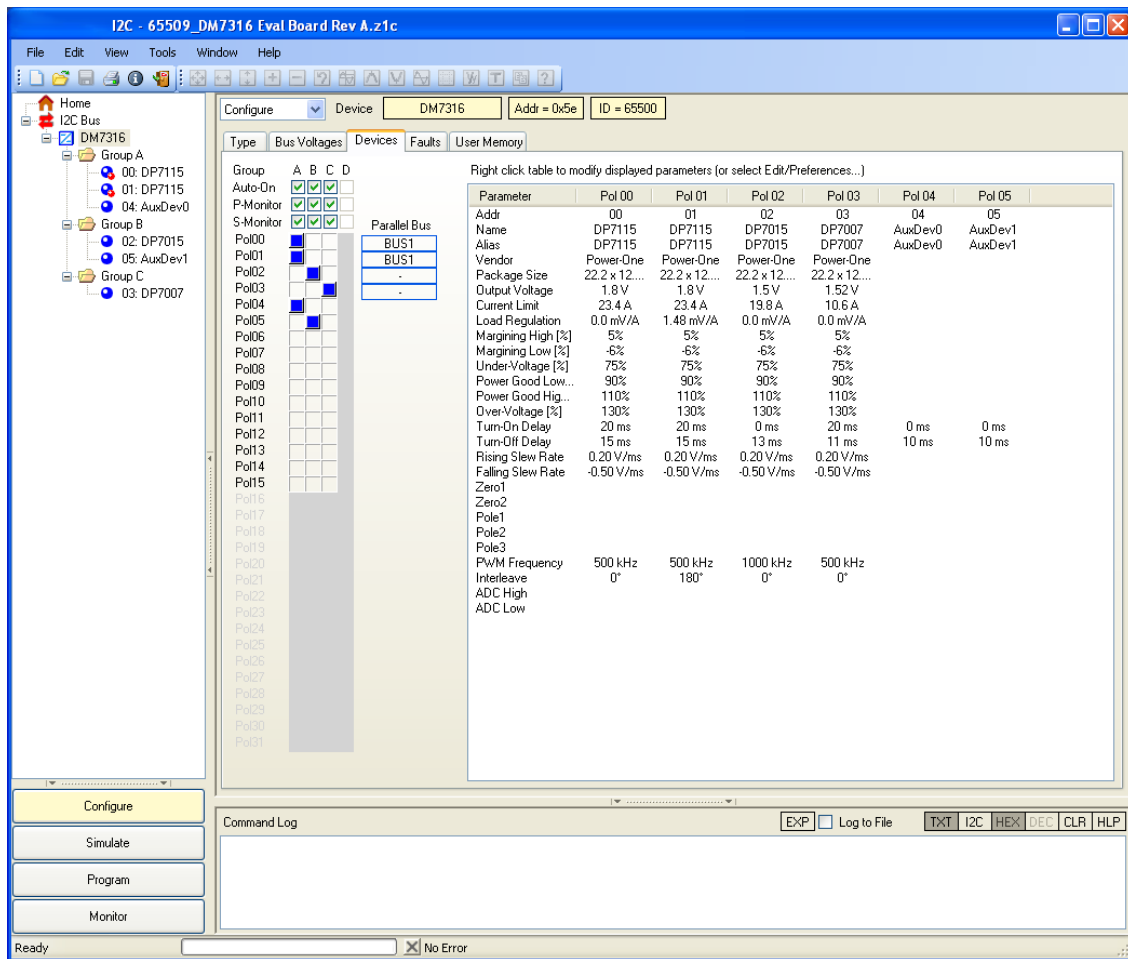 I2C - 65509_DM7316 Eval Board Rev A.z1c
File Edit View Tools Window Help
Home
I2C Bus
DM7316
Group A
00: DP7115
01: DP7115
04: AuxDev0
Group B
02: DP7015
05: AuxDev1
Group C
03: DP7007
Configure Device DM7316 Addr = 0x5e ID = 65500
Type Bus Voltages Devices Faults User Memory
Group A B C D
Auto-On
P-Monitor
S-Monitor
Parallel Bus
Pol00 BUS1
Pol01 BUS1
Pol02 -
Pol03 -
Pol04
Pol05
Pol06
Pol07
Pol08
Pol09
Pol10
Pol11
Pol12
Pol13
Pol14
Pol15
Pol16
Pol17
Pol18
Pol19
Pol20
Pol21
Pol22
Pol23
Pol24
Pol25
Pol26
Pol27
Pol28
Pol29
Pol30
Pol31
Right click table to modify displayed parameters (or select Edit/Preferences...)
Parameter Pol 00 Pol 01 Pol 02 Pol 03 Pol 04 Pol 05
Addr 00 01 02 03 04 05
Name DP7115 DP7115 DP7015 DP7007 AuxDev0 AuxDev1
Alias DP7115 DP7115 DP7015 DP7007 AuxDev0 AuxDev1
Vendor Power-One Power-One Power-One Power-One
Package Size 22.2 x 12.... 22.2 x 12.... 22.2 x 12.... 22.2 x 12....
Output Voltage 1.8 V 1.8 V 1.5 V 1.52 V
Current Limit 23.4 A 23.4 A 19.8 A 10.6 A
Load Regulation 0.0 mV/A 1.48 mV/A 0.0 mV/A 0.0 mV/A
Margining High [%] 5% 5% 5% 5%
Margining Low [%] -6% -6% -6% -6%
Under-Voltage [%] 75% 75% 75% 75%
Power Good Low... 90% 90% 90% 90%
Power Good Hig... 110% 110% 110% 110%
Over-Voltage [%] 130% 130% 130% 130%
Turn-On Delay 20 ms 20 ms 0 ms 20 ms 0 ms 0 ms
Turn-Off Delay 15 ms 15 ms 13 ms 11 ms 10 ms 10 ms
Rising Slew Rate 0.20 V/ms 0.20 V/ms 0.20 V/ms 0.20 V/ms
Falling Slew Rate -0.50 V/ms -0.50 V/ms -0.50 V/ms -0.50 V/ms
Zero1
Zero2
Pole1
Pole2
Pole3
PWM Frequency 500 kHz 500 kHz 1000 kHz 500 kHz
Interleave 0° 180° 0° 0°
ADC High
ADC Low
Configure
Simulate
Program
Monitor
Command Log EXP Log to File TXT I2C HEX DEC CLR HLP
Ready No Error